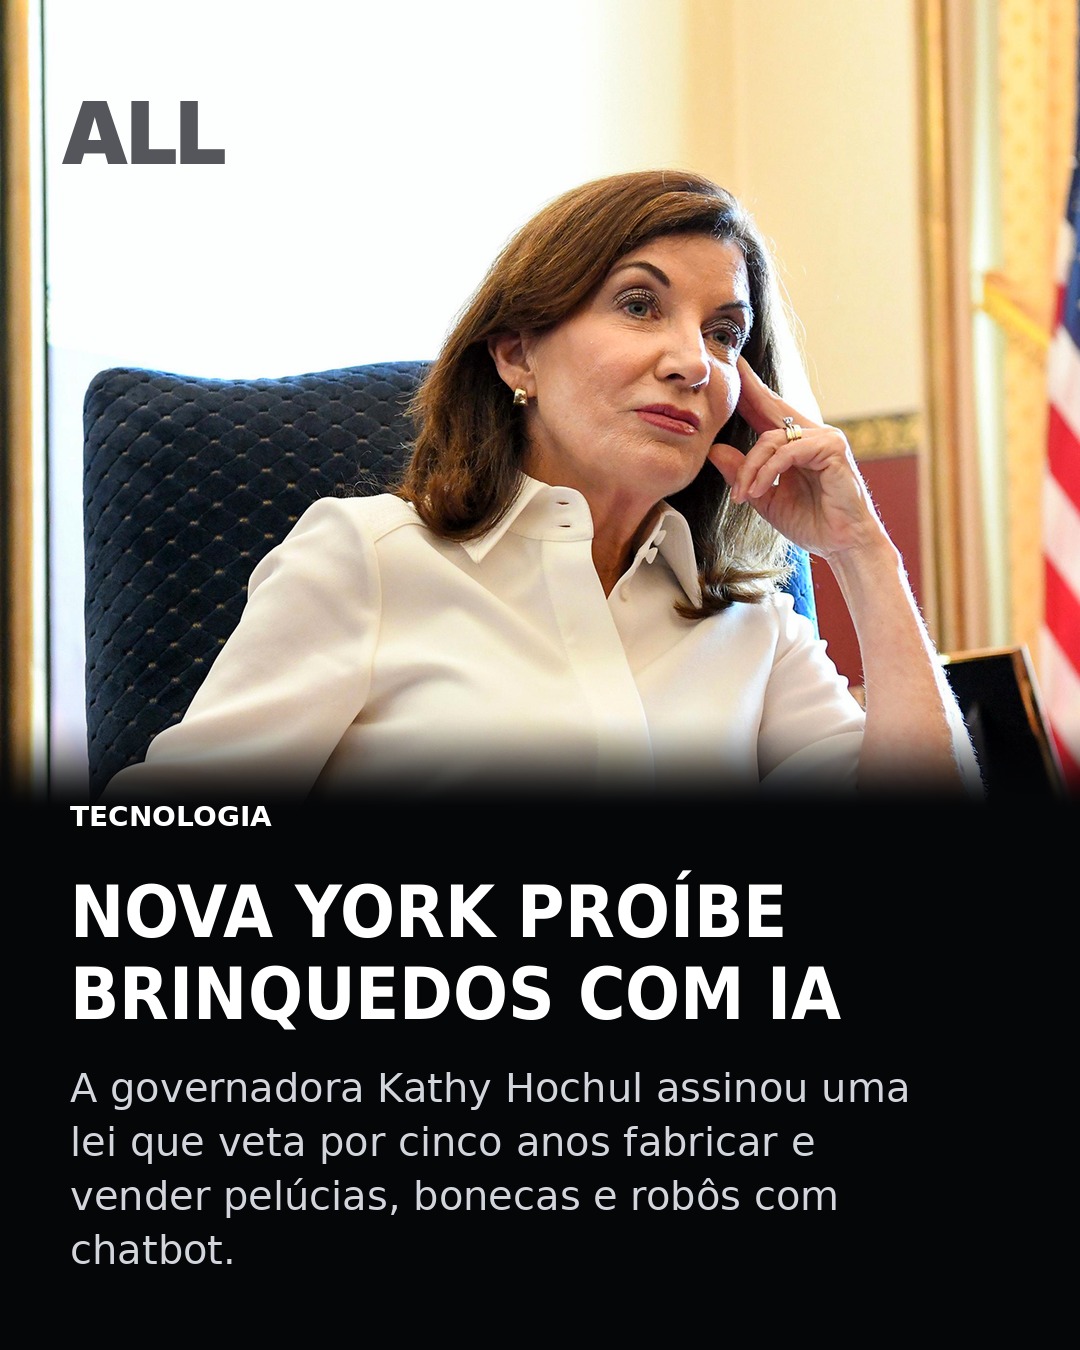 ALL
TECNOLOGIA
NOVA YORK PROÍBE
BRINQUEDOS COM IA
A governadora Kathy Hochul assinou uma
lei que veta por cinco anos fabricar e
vender pelúcias, bonecas e robôs com
chatbot.